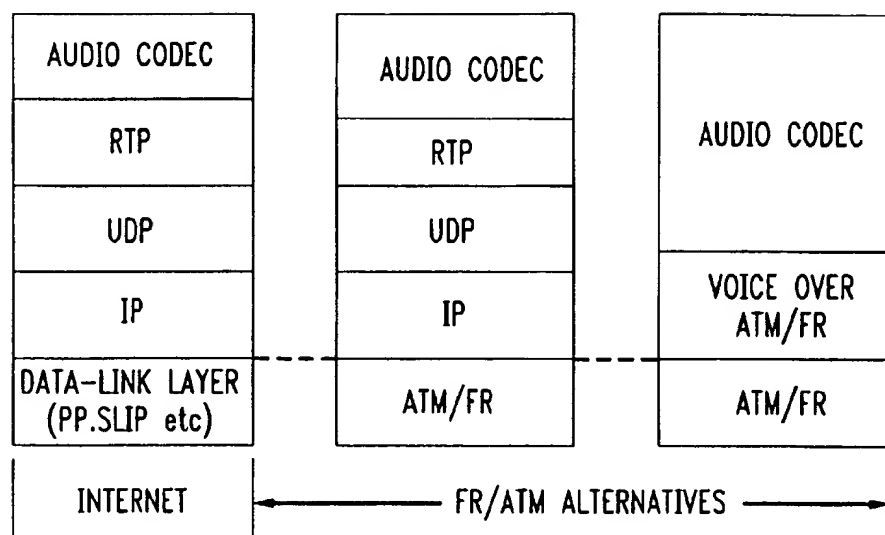 AUDIO CODEC
RTP
UDP
IP
DATA-LINK LAYER
(PP.SLIP etc)
INTERNET
AUDIO CODEC
RTP
UDP
IP
ATM/FR
AUDIO CODEC
VOICE OVER
ATM/FR
ATM/FR
FR/ATM ALTERNATIVES